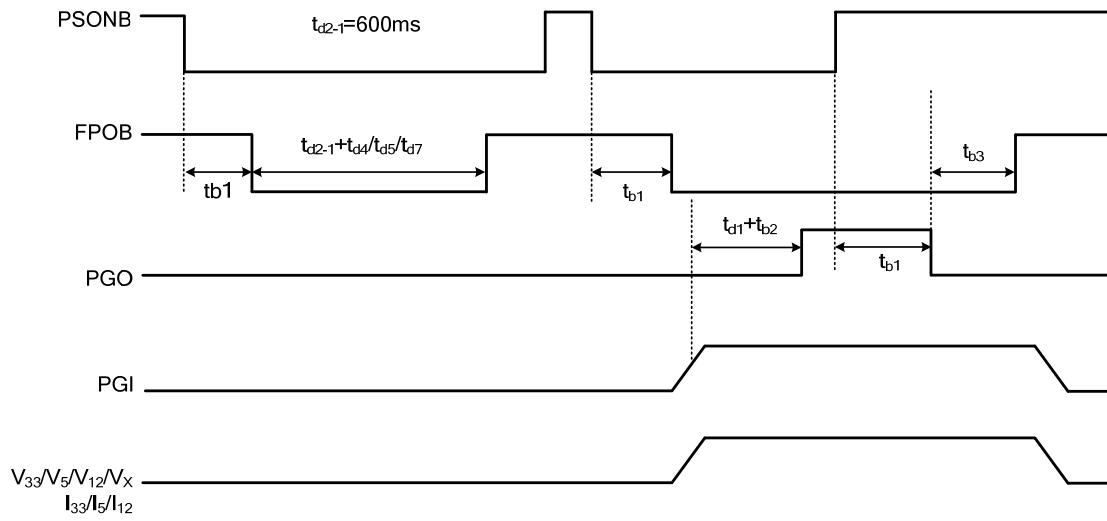 PSONB
td2-1=600ms
FPOB
td2-1+td4/td5/td7
tb3
tb1
tb1
td1+tb2
PGO
tb1
PGI
V33/V5/V12/VX
I33/I5/I12